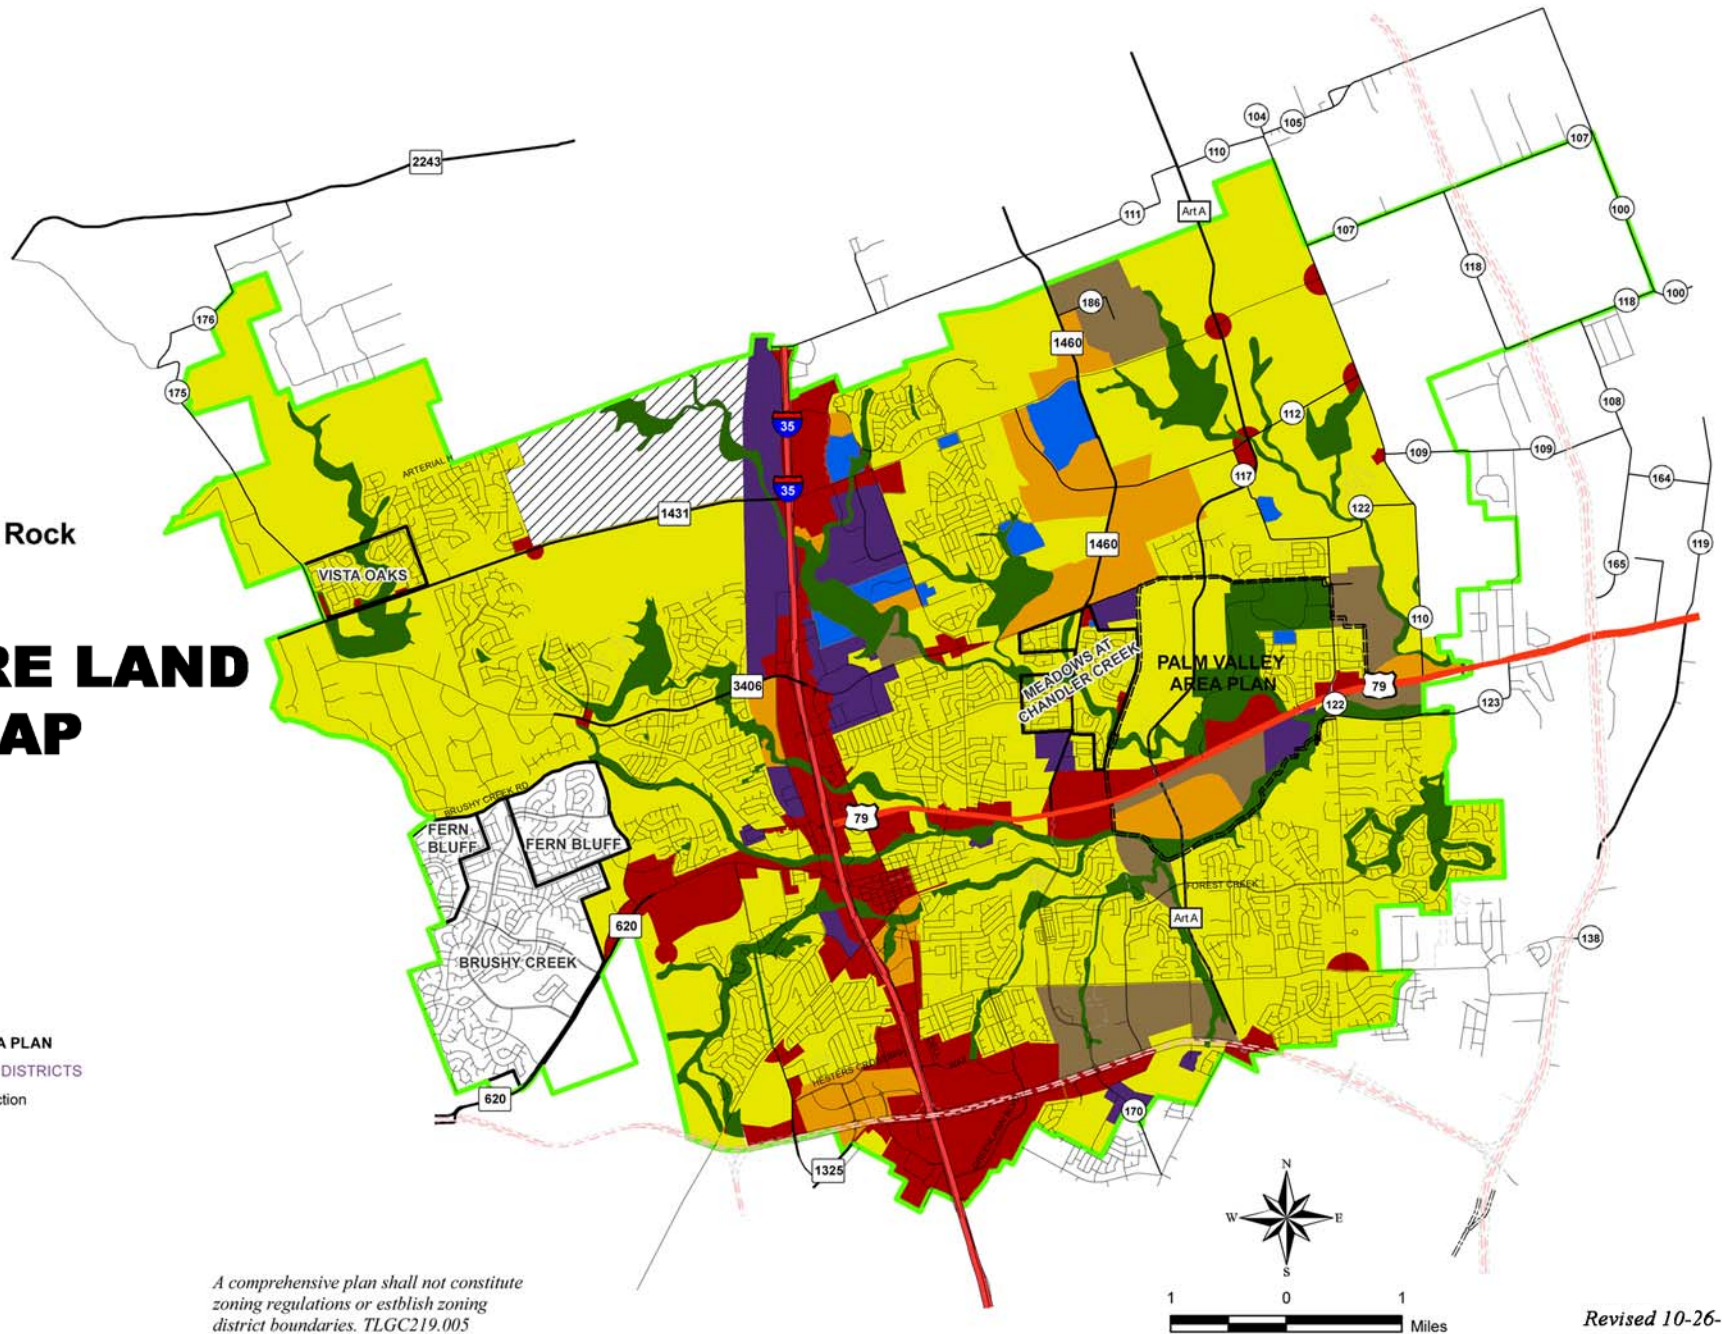 104
105
107
110
2243
111
Art A
100
107
118
186
176
118
100
1460
175
108
35
112
ARTERIAL H
109
109
117
164
35
1431
122
Rock
1460
119
165
VISTA OAKS
110
RE LAND
AP
MEADOWS AT
CHANDLER CREEK
PALM VALLEY
AREA PLAN
3406
79
122
123
BRUSHY CREEK RD
79
FERN
BLUFF
FERN BLUFF
FOREST CREEK
Art A
620
138
BRUSHY CREEK
A PLAN
DISTRICTS
ction
HESTERS CROSSING
620
170
1325
N
W
E
S
A comprehensive plan shall not constitute
zoning regulations or estblish zoning
district boundaries. TLGC219.005
1 0 1
Miles
Revised 10-26-